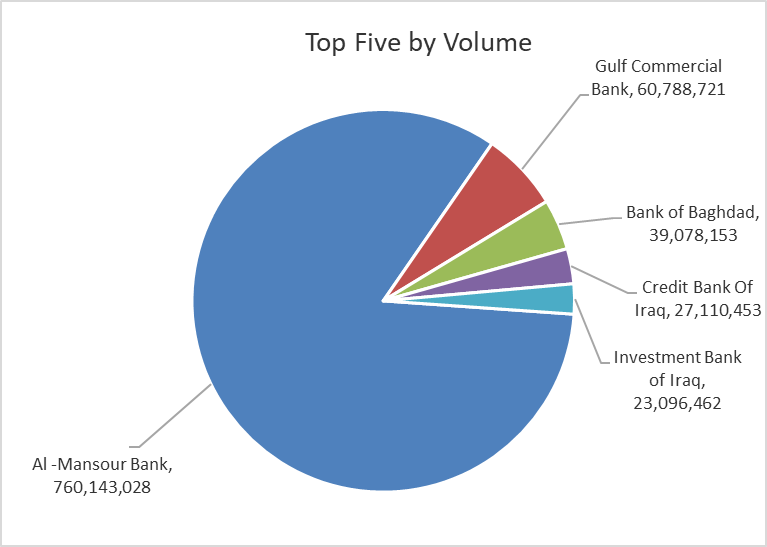 Top Five by Volume
Gulf Commercial
Bank, 60,788,721
Bank of Baghdad,
39,078,153
Credit Bank Of
Iraq, 27,110,453
Investment Bank
of Iraq,
23,096,462
Al -Mansour Bank,
760,143,028